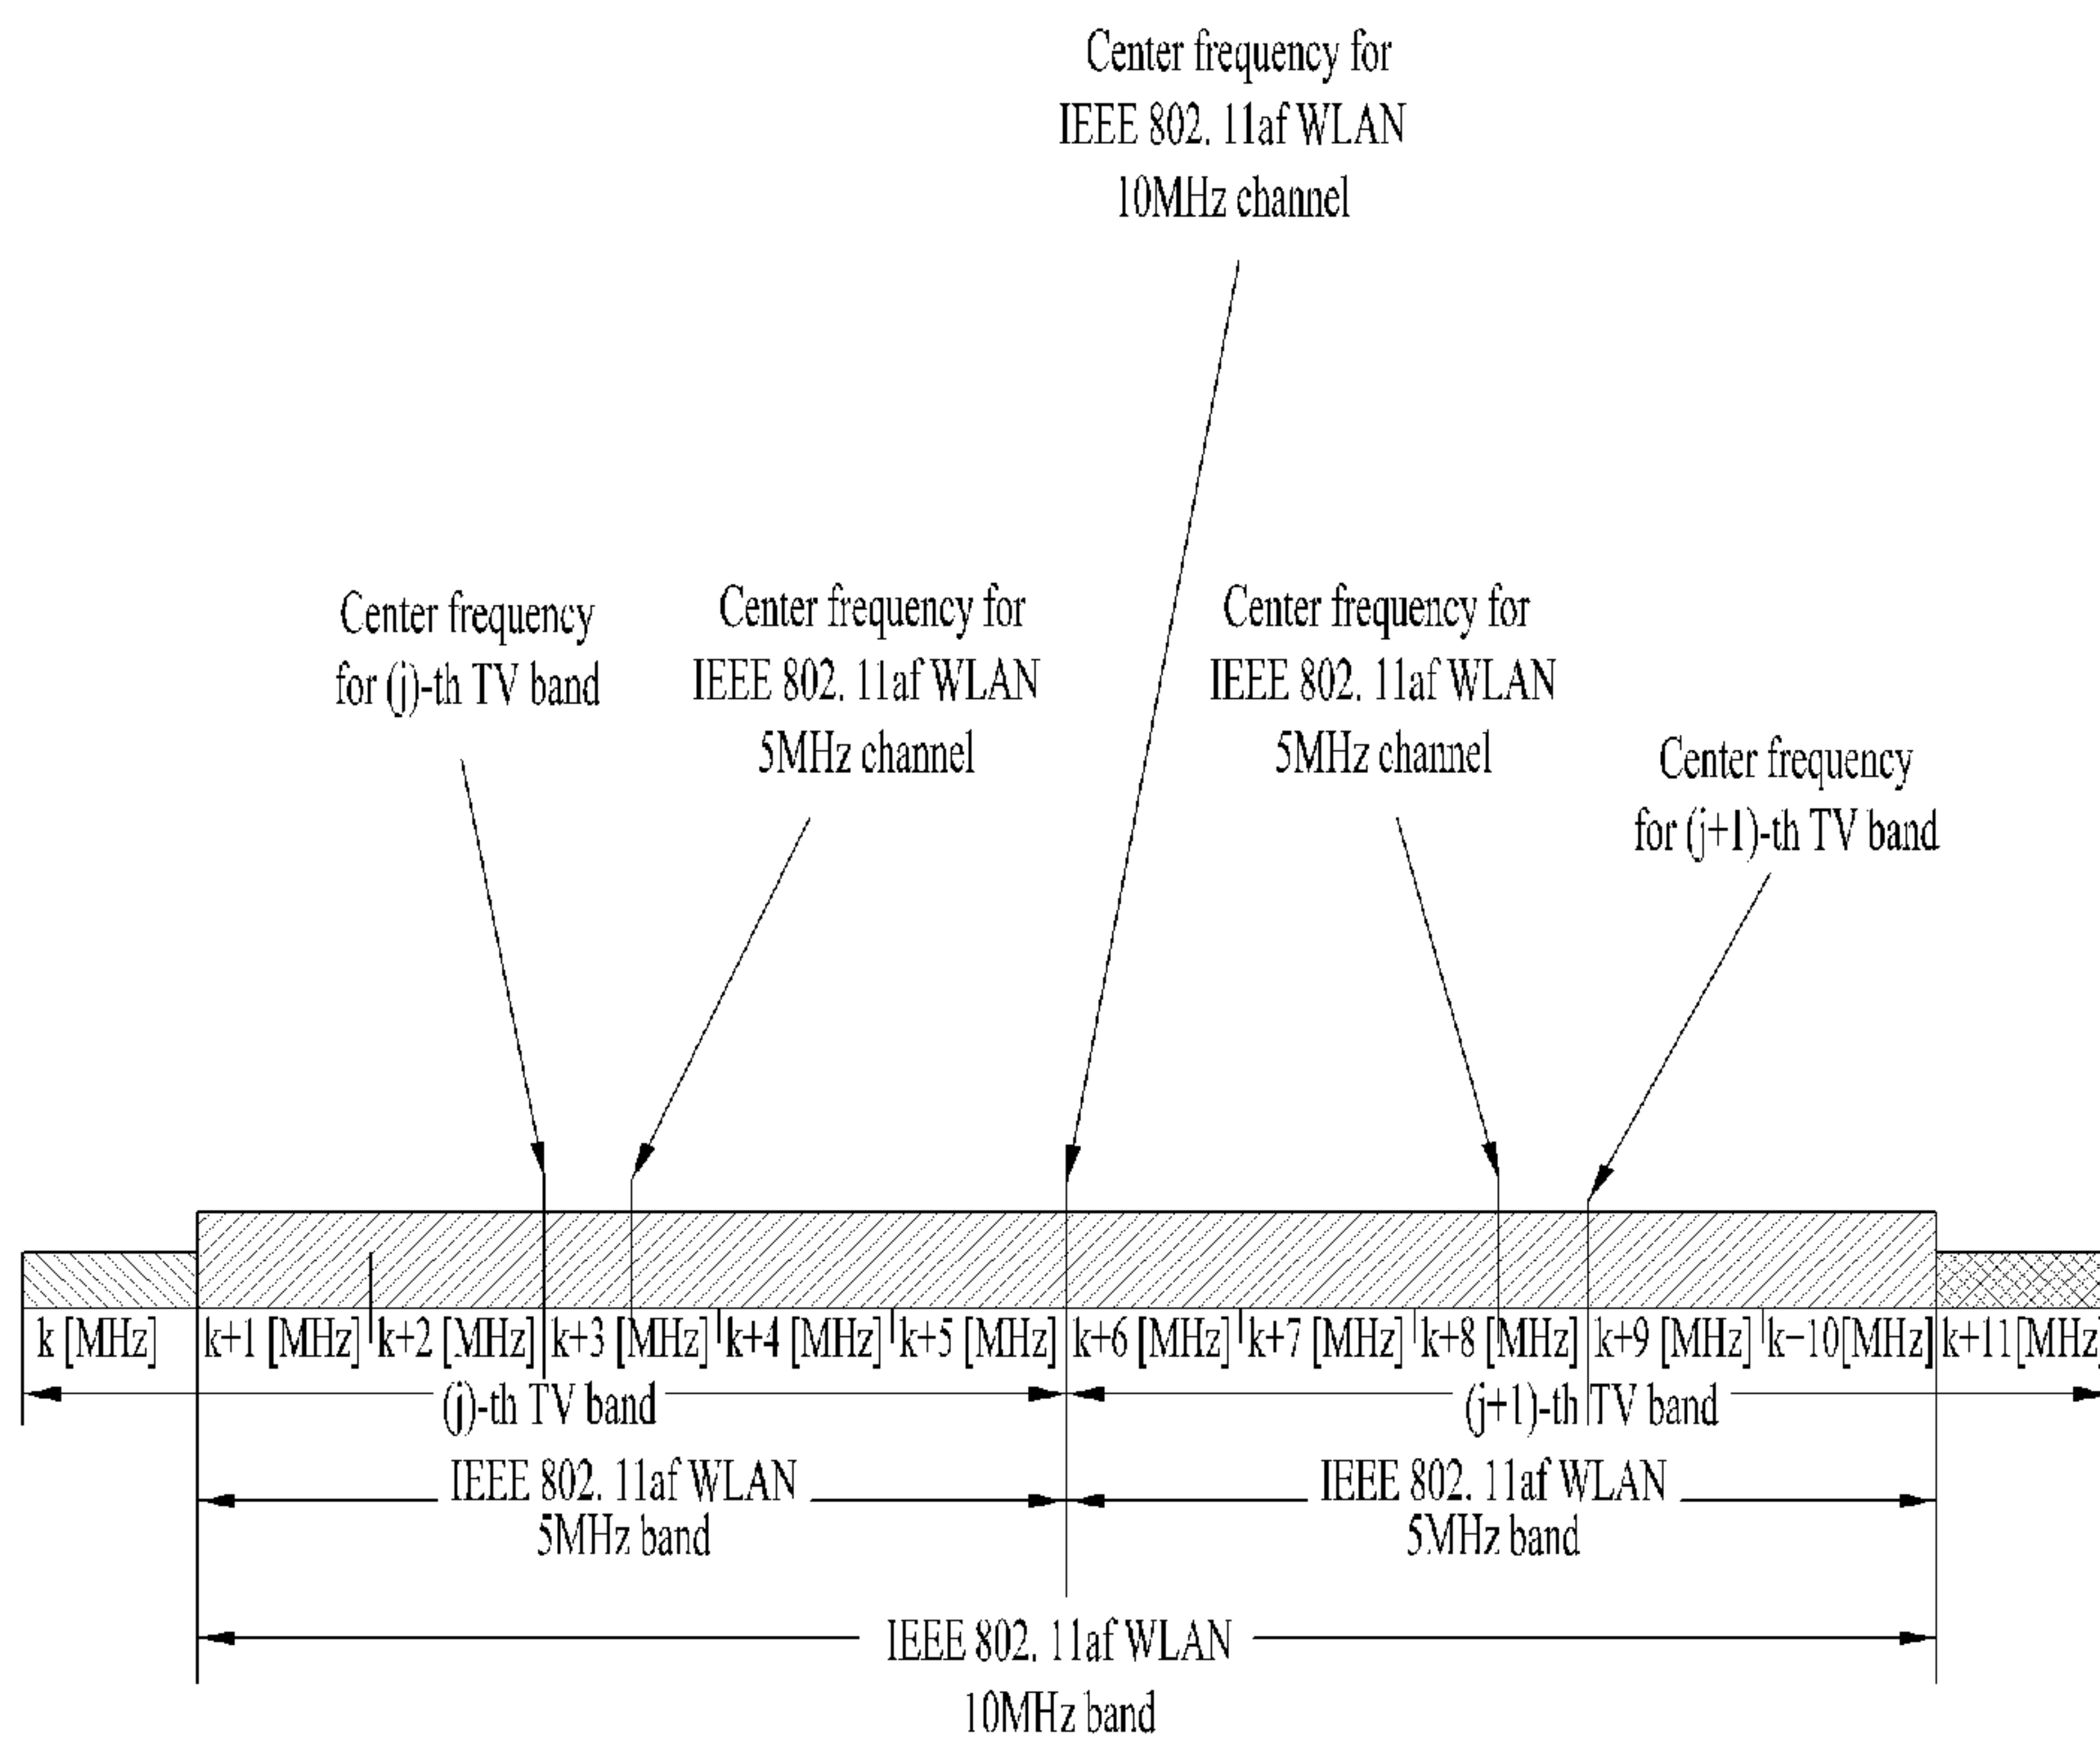 Center frequency for
IEEE 802. 11af WLAN
10MHz channel
Center frequency
for (j)-th TV band
Center frequency for
IEEE 802. 11af WLAN
5MHz channel
Center frequency for
IEEE 802. 11af WLAN
5MHz channel
Center frequency
for (j+1)-th TV band
k [MHz] k+1 [MHz] k+2 [MHz] k+3 [MHz] k+4 [MHz] k+5 [MHz] k+6 [MHz] k+7 [MHz] k+8 [MHz] k+9 [MHz] k−10[MHz] k+11[MHz]
(j)-th TV band
(j+1)-th TV band
IEEE 802. 11af WLAN
5MHz band
IEEE 802. 11af WLAN
5MHz band
IEEE 802. 11af WLAN
10MHz band